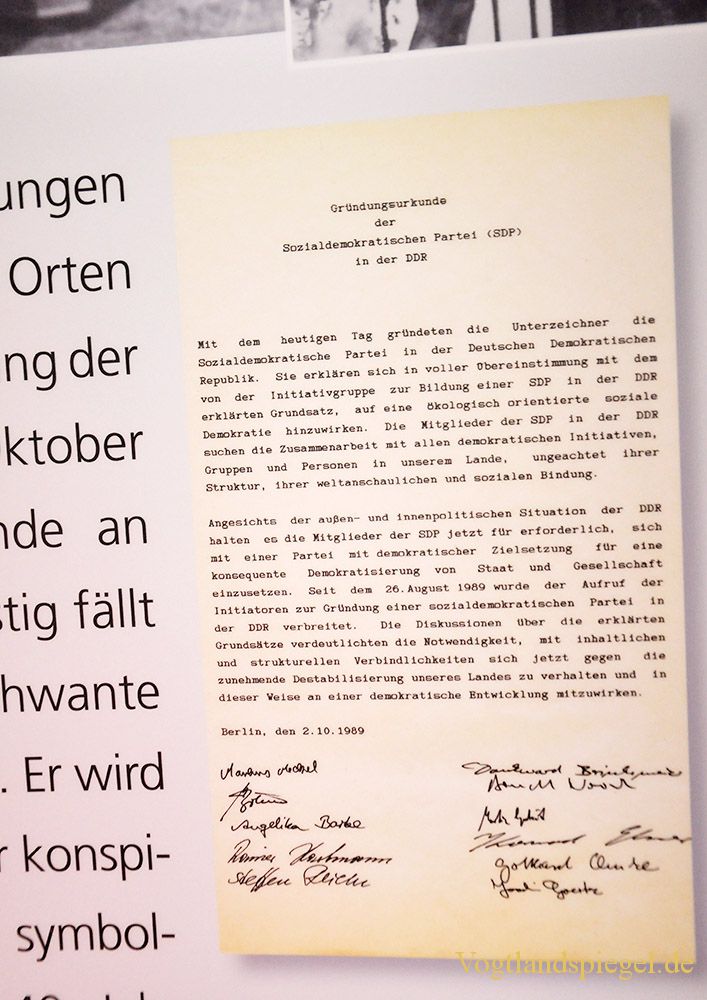 ungen
Orten
ng der
ktober
nde an
stig fällt
hwante
. Er wird
r konspi-
symbol-
Gründungsurkunde
der
Sozialdemokratischen Partei (SDP)
in der DDR
Mit dem heutigen Tag gründeten die Unterzeichner die
Sozialdemokratische Partei in der Deutschen Demokratischen
Republik. Sie erklären sich in voller Übereinstimmung mit dem
von der Initiativgruppe zur Bildung einer SDP in der DDR
erklärten Grundsatz, auf eine ökologisch orientierte soziale
Demokratie hinzuwirken. Die Mitglieder der SDP in der DDR
suchen die Zusammenarbeit mit allen demokratischen Initiativen,
Gruppen und Personen in unserem Lande, ungeachtet ihrer
Struktur, ihrer weltanschaulichen und sozialen Bindung.
Angesichts der außen- und innenpolitischen Situation der DDR
halten es die Mitglieder der SDP jetzt für erforderlich, sich
mit einer Partei mit demokratischer Zielsetzung für eine
konsequente Demokratisierung von Staat und Gesellschaft
einzusetzen. Seit dem 26.August 1989 wurde der Aufruf der
Initiatoren zur Gründung einer sozialdemokratischen Partei in
der DDR verbreitet. Die Diskussionen über die erklärten
Grundsätze verdeutlichten die Notwendigkeit, mit inhaltlichen
und strukturellen Verbindlichkeiten sich jetzt gegen die
zunehmende Destabilisierung unseres Landes zu verhalten und in
dieser Weise an einer demokratische Entwicklung mitzuwirken.
Berlin, den 2.10.1989
Angelika Barbe
Rainer Hartmann
Steffen Reiche
Konrad Elmer
Vogtlandspiegel.de